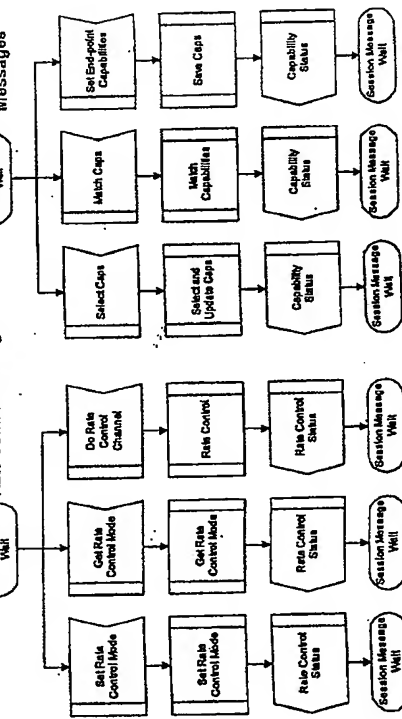 Messages
Wait
Set Rate
Control Mode
Get Rate
Control Mode
Do Rate
Control
Channel
Set Rate
Control Mode
Get Rate
Control Mode
Rate Control
Rate Control
Status
Rate Control
Status
Rate Control
Status
Session Message
Wait
Session Message
Wait
Session Message
Wait
Select Caps
Match Caps
Set End-point
Capabilities
Select and
Update Caps
Match
Capabilities
Save Caps
Capability
Status
Capability
Status
Capability
Status
Session Message
Wait
Session Message
Wait
Session Message
Wait